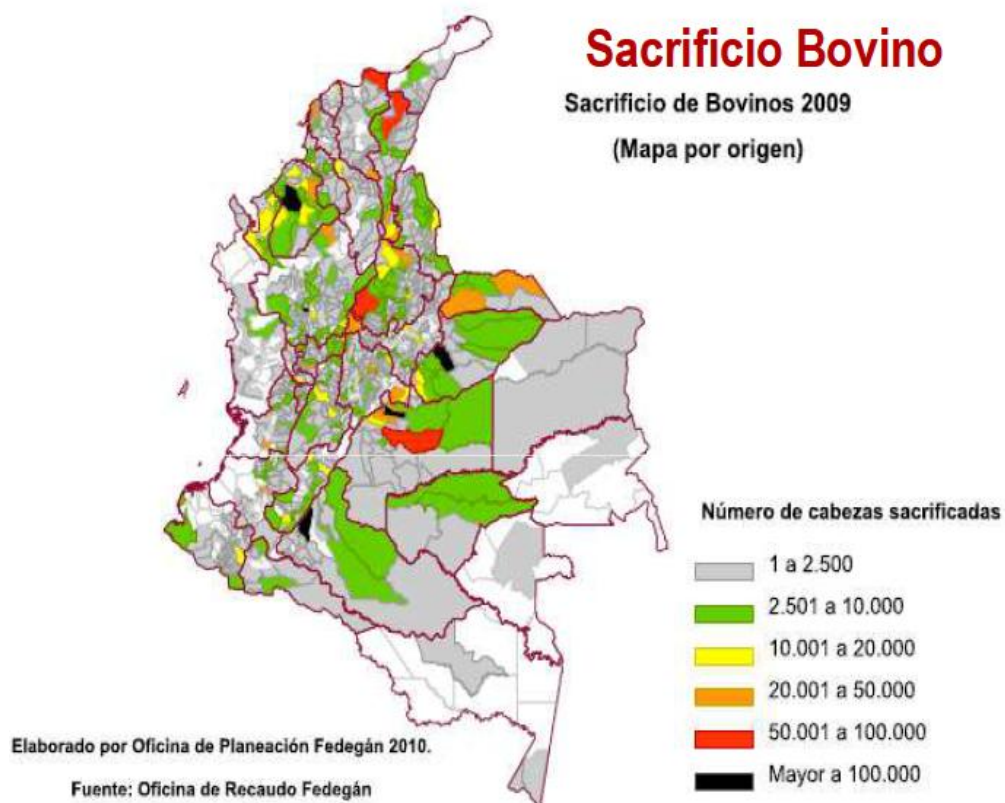 Sacrificio Bovino
Sacrificio de Bovinos 2009
(Mapa por origen)
Número de cabezas sacrificadas
1 a 2.500
2.501 a 10.000
10.001 a 20.000
20.001 a 50.000
50.001 a 100.000
Mayor a 100.000
Elaborado por Oficina de Planeación Fedegán 2010.
Fuente: Oficina de Recaudo Fedegán